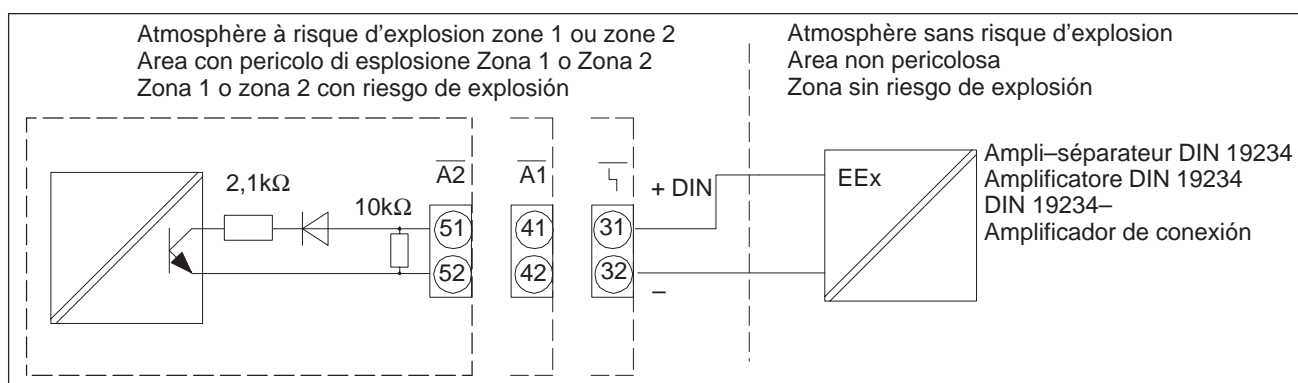 Atmosphère à risque d’explosion zone 1 ou zone 2
Area con pericolo di esplosione Zona 1 o Zona 2
Zona 1 o zona 2 con riesgo de explosión
Atmosphère sans risque d’explosion
Area non pericolosa
Zona sin riesgo de explosión
A2
A1
2,1kΩ
10kΩ
+ DIN
EEx
51
41
31
52
42
32
–
Ampli–séparateur DIN 19234
Amplificatore DIN 19234
DIN 19234–
Amplificador de conexión